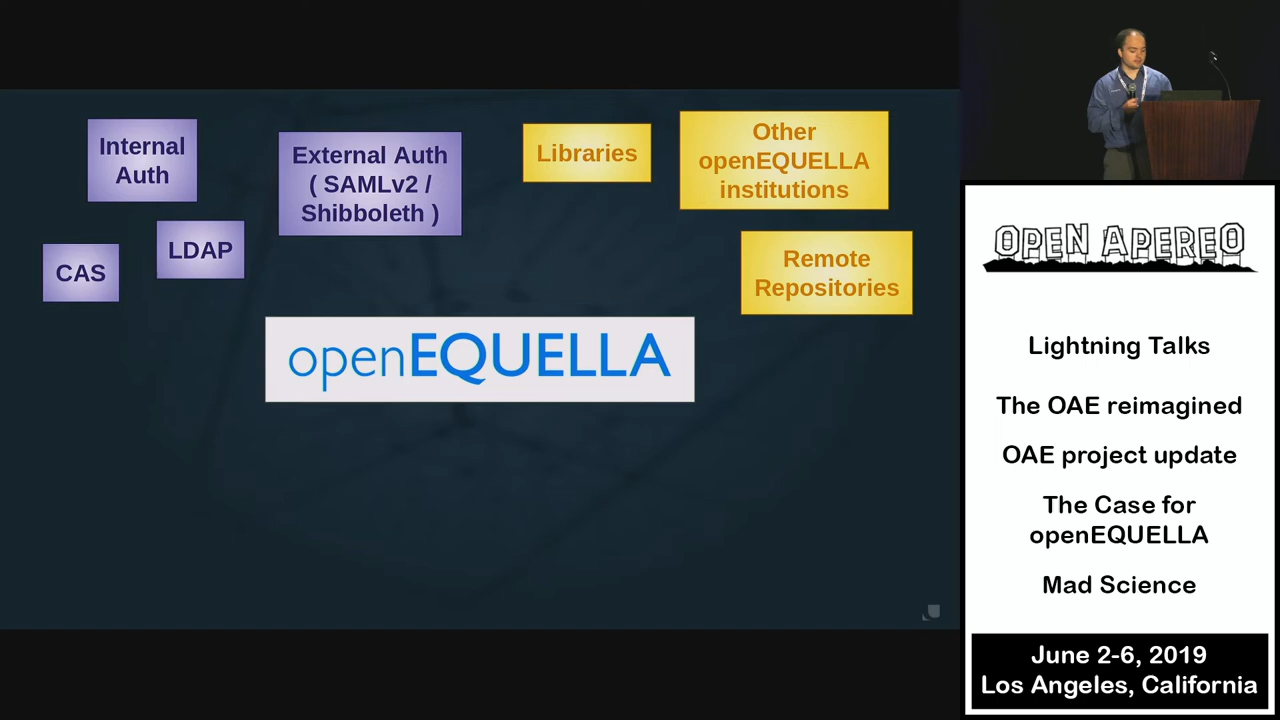 Internal
Auth
External Auth
( SAMLv2 /
Shibboleth )
Libraries
Other
openEQUELLA
institutions
CAS
LDAP
Remote
Repositories
openEQUELLA
OPEN APEREO
Lightning Talks
The OAE reimagined
OAE project update
The Case for
openEQUELLA
Mad Science
June 2-6, 2019
Los Angeles, California